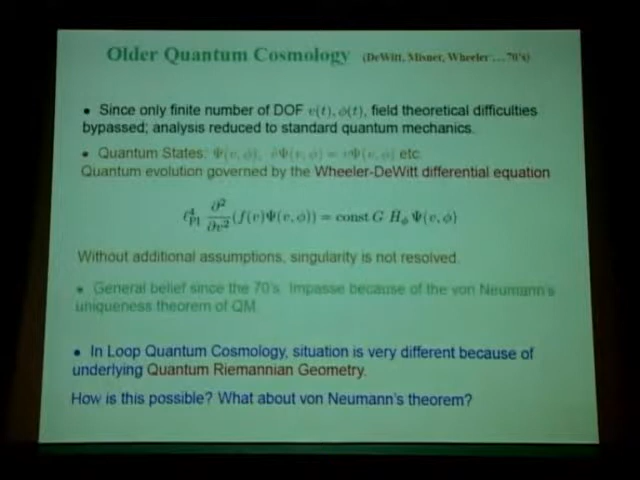 Older Quantum Cosmology (DeWitt, Misner, Wheeler ... 70's)
• Since only finite number of DOF v(t), ϕ(t), field theoretical difficulties
bypassed; analysis reduced to standard quantum mechanics.
• Quantum States: Ψ(v, ϕ), v̂Ψ(v, ϕ) = vΨ(v, ϕ) etc
Quantum evolution governed by the Wheeler-DeWitt differential equation
ℓ⁴_Pl ∂²/∂v² (f(v)Ψ(v, ϕ)) = const G Ĥ_ϕ Ψ(v, ϕ)
Without additional assumptions, singularity is not resolved.
• General belief since the 70's. Impasse because of the von Neumann's
uniqueness theorem of QM.
• In Loop Quantum Cosmology, situation is very different because of
underlying Quantum Riemannian Geometry.
How is this possible? What about von Neumann's theorem?